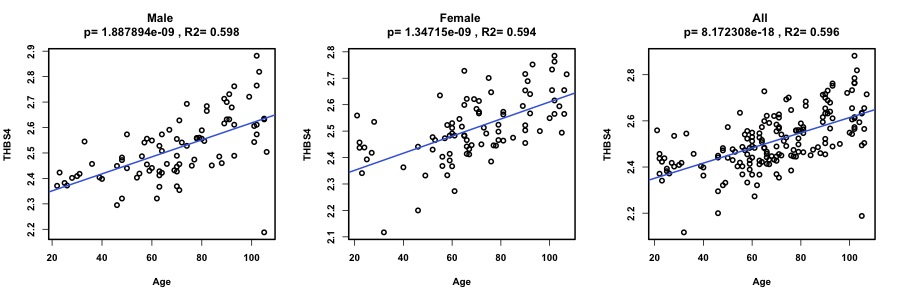 Male
p= 1.887894e-09 , R2= 0.598
THBS4
2.9
2.8
2.7
2.6
2.5
2.4
2.3
2.2
20 40 60 80 100
Age
Female
p= 1.34715e-09 , R2= 0.594
THBS4
2.8
2.7
2.6
2.5
2.4
2.3
2.2
2.1
20 40 60 80 100
Age
All
p= 8.172308e-18 , R2= 0.596
THBS4
2.8
2.6
2.4
2.2
20 40 60 80 100
Age